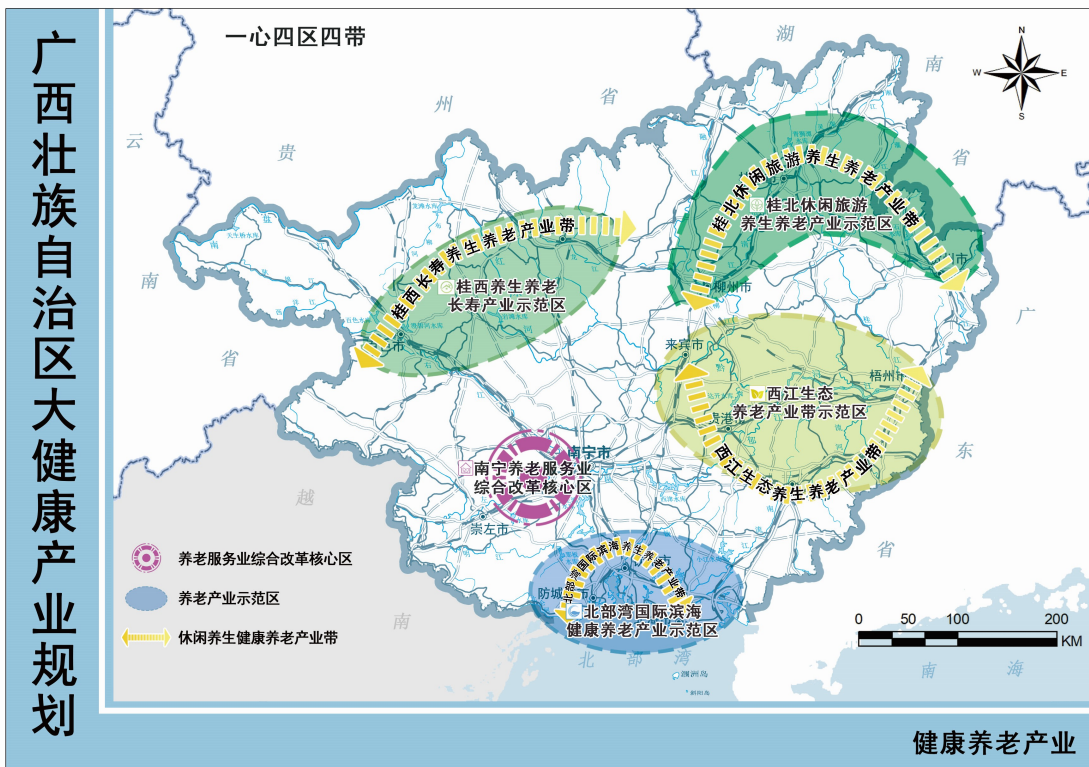 广西壮族自治区大健康产业规划
一心四区四带
湖
南
省
贵
州
省
云
南
省
广
东
省
越
南
N
W
E
S
桂北休闲旅游养生养老产业带
桂北休闲旅游
养生养老产业示范区
柳州市
桂西长寿养生养老产业带
桂西养生养老
长寿产业示范区
来宾市
梧州市
西江生态
养老产业带示范区
贵港
西江生态养生养老产业带
南宁市
南宁养老服务业
综合改革核心区
崇左市
北部湾国际滨海养生养老产业带
防城
北部湾国际滨海
健康养老产业示范区
北部湾
涠洲岛
斜阳岛
南海
养老服务业综合改革核心区
养老产业示范区
休闲养生健康养老产业带
0 50 100 200
KM
健康养老产业